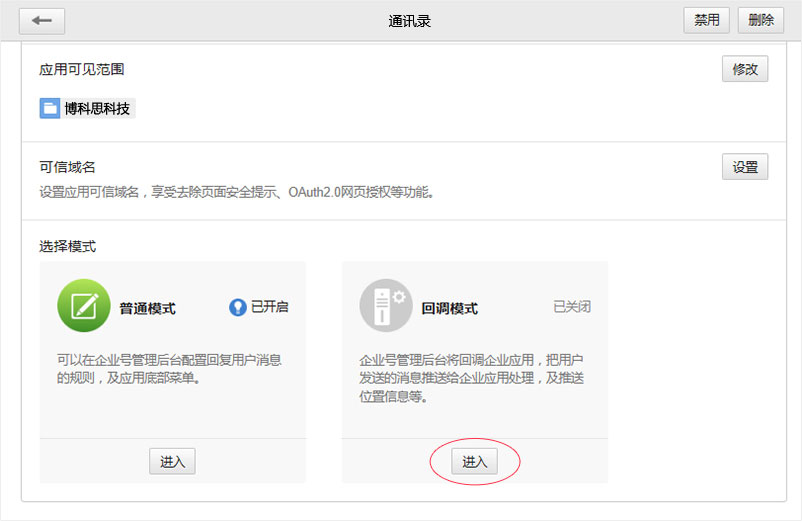 通讯录
禁用
删除
应用可见范围
修改
博科思科技
可信域名
设置
设置应用可信域名，享受去除页面安全提示、OAuth2.0网页授权等功能。
选择模式
普通模式
已开启
可以在企业号管理后台配置回复用户消息
的规则，及应用底部菜单。
进入
回调模式
已关闭
企业号管理后台将回调企业应用，把用户
发送的消息推送给企业应用处理，及推送
位置信息等。
进入